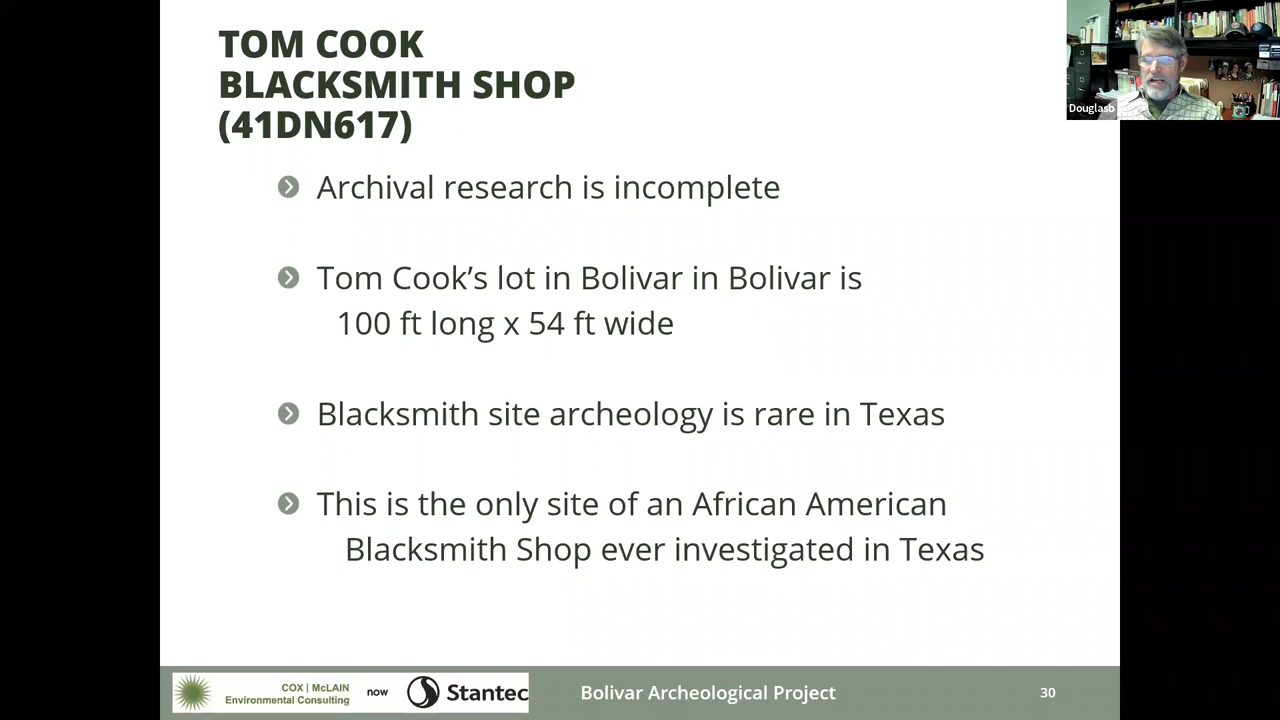 TOM COOK
BLACKSMITH SHOP
(41DN617)
Douglasb
Archival research is incomplete
Tom Cook’s lot in Bolivar in Bolivar is
100 ft long x 54 ft wide
Blacksmith site archeology is rare in Texas
This is the only site of an African American
Blacksmith Shop ever investigated in Texas
COX | McLAIN
Environmental Consulting
now
Stantec
Bolivar Archeological Project
30